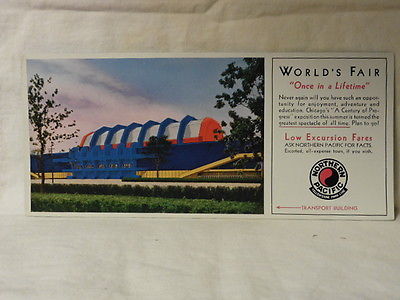 WORLD'S FAIR
"Once in a Lifetime"
Never again will you have such an oppor-
tunity for enjoyment, adventure and
education. Chicago's "A Century of Pro-
gress" exposition this summer is termed the
greatest spectacle of all time. Plan to go!
Low Excursion Fares
ASK NORTHERN PACIFIC FOR FACTS
Escorted, all-expense tours, if you wish.
NORTHERN
PACIFIC
TRANSPORT BUILDING